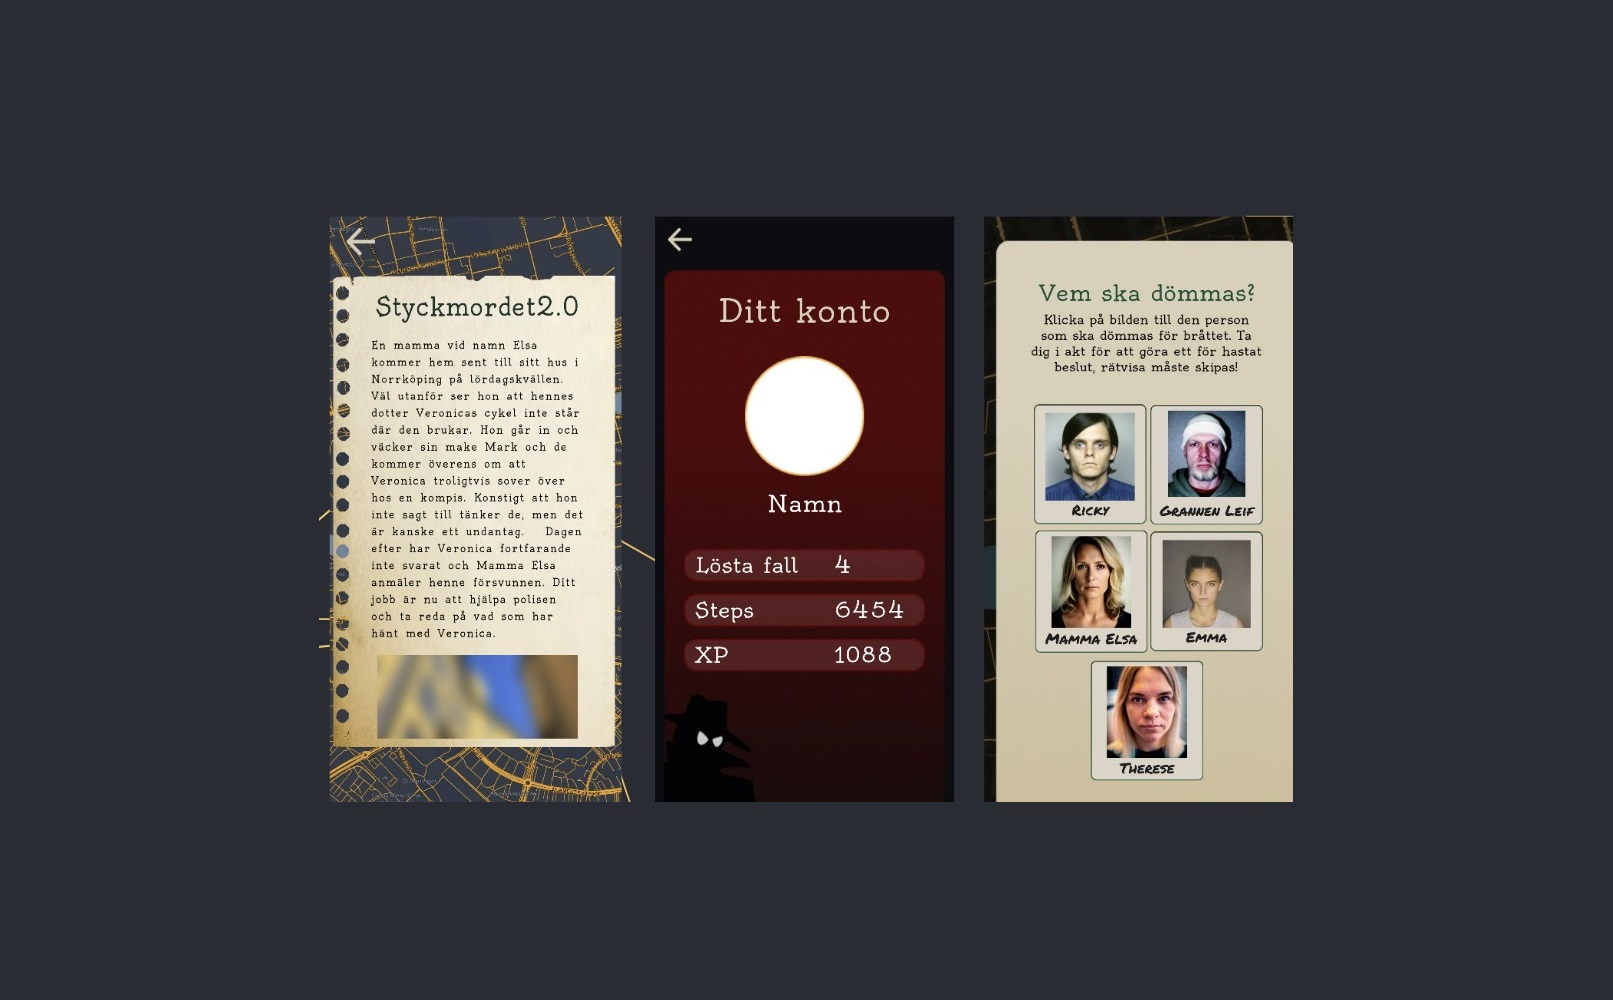 Styckmordet2.0
En mamma vid namn Elsa
kommer hem sent till sitt hus i
Norrköping på lördagskvällen.
Väl utanför ser hon att hennes
dotter Veronicas cykel inte står
där den brukar. Hon går in och
väcker sin make Mark och de
kommer överens om att
Veronica troligtvis sover över
hos en kompis. Konstigt att hon
inte sagt till tänker de, men det
är kanske ett undantag. Dagen
efter har Veronica fortfarande
inte svarat och Mamma Elsa
anmäler henne försvunnen. Ditt
jobb är nu att hjälpa polisen
och ta reda på vad som har
hänt med Veronica.
Ditt konto
Namn
Lösta fall 4
Steps 6454
XP 1088
Vem ska dömmas?
Klicka på bilden till den person
som ska dömmas för bråttet. Ta
dig i akt för att göra ett för hastat
beslut, rätvisa måste skipas!
Ricky
Grannen Leif
Mamma Elsa
Emma
Therese